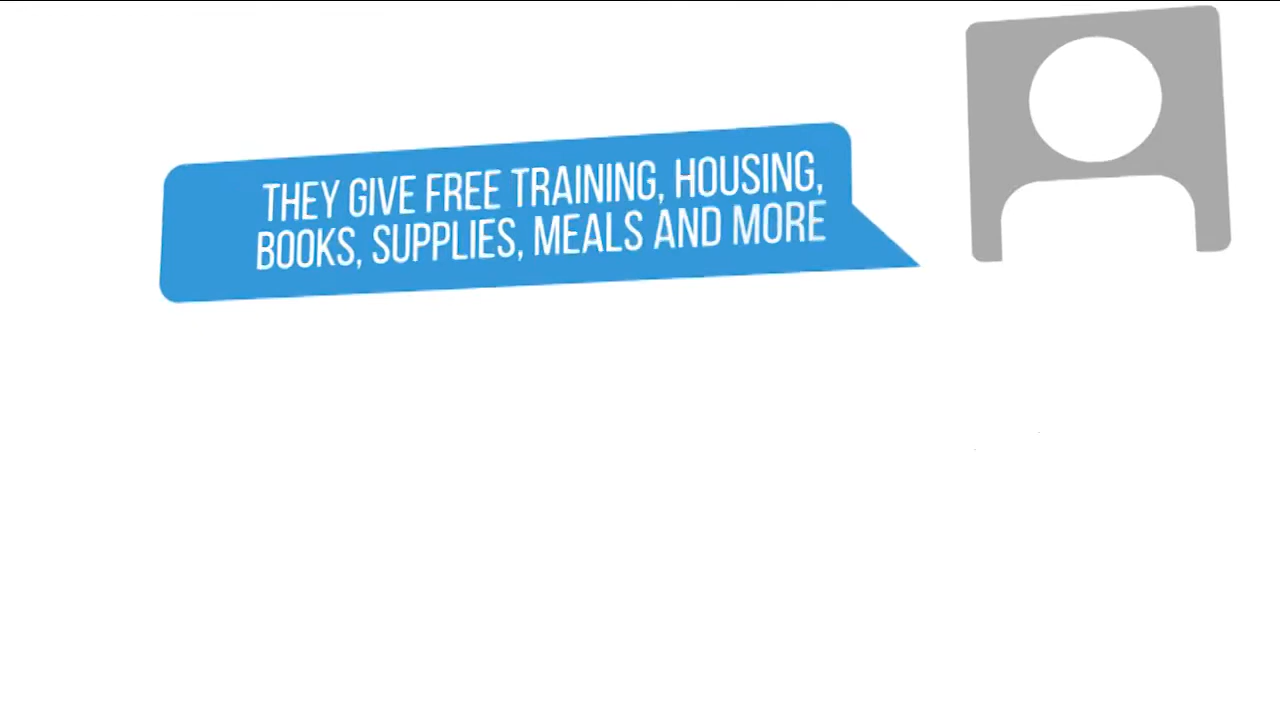 THEY GIVE FREE TRAINING, HOUSING,
BOOKS, SUPPLIES, MEALS AND MORE